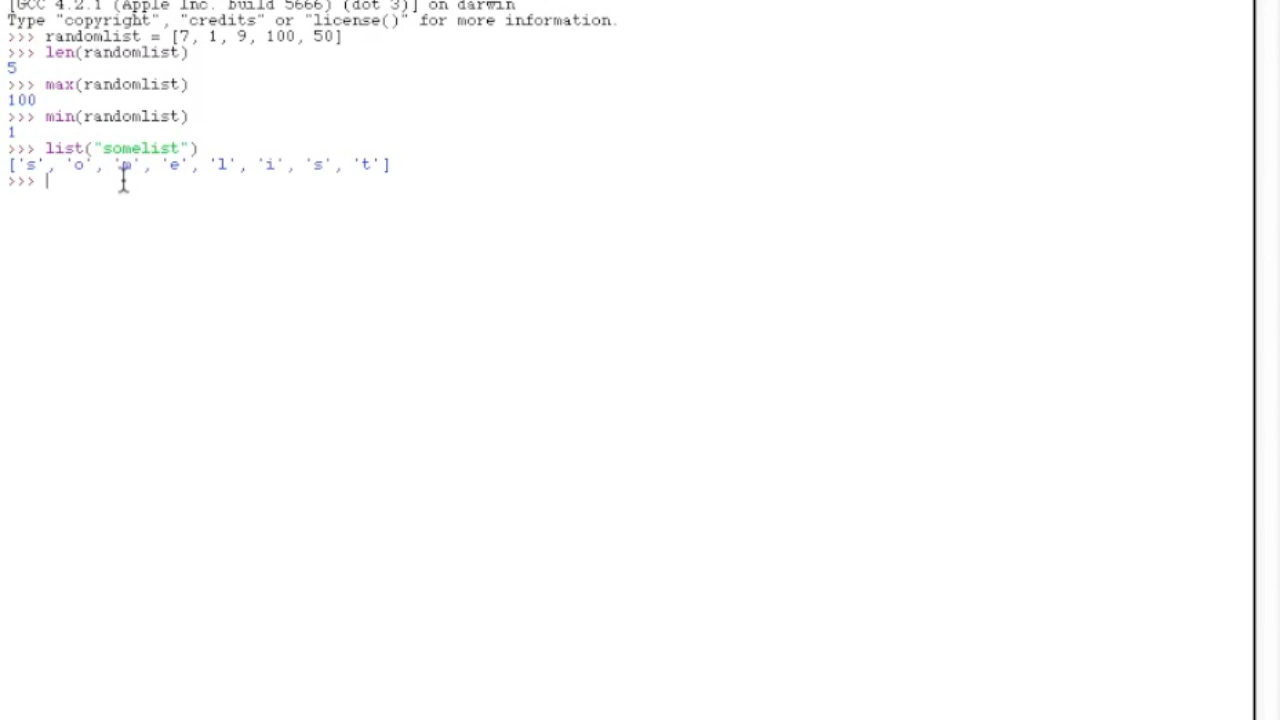 [GCC 4.2.1 (Apple Inc. build 5666) (dot 3)] on darwin
Type "copyright", "credits" or "license()" for more information.
>>> randomlist = [7, 1, 9, 100, 50]
>>> len(randomlist)
5
>>> max(randomlist)
100
>>> min(randomlist)
1
>>> list("somelist")
['s', 'o', 'm', 'e', 'l', 'i', 's', 't']
>>>